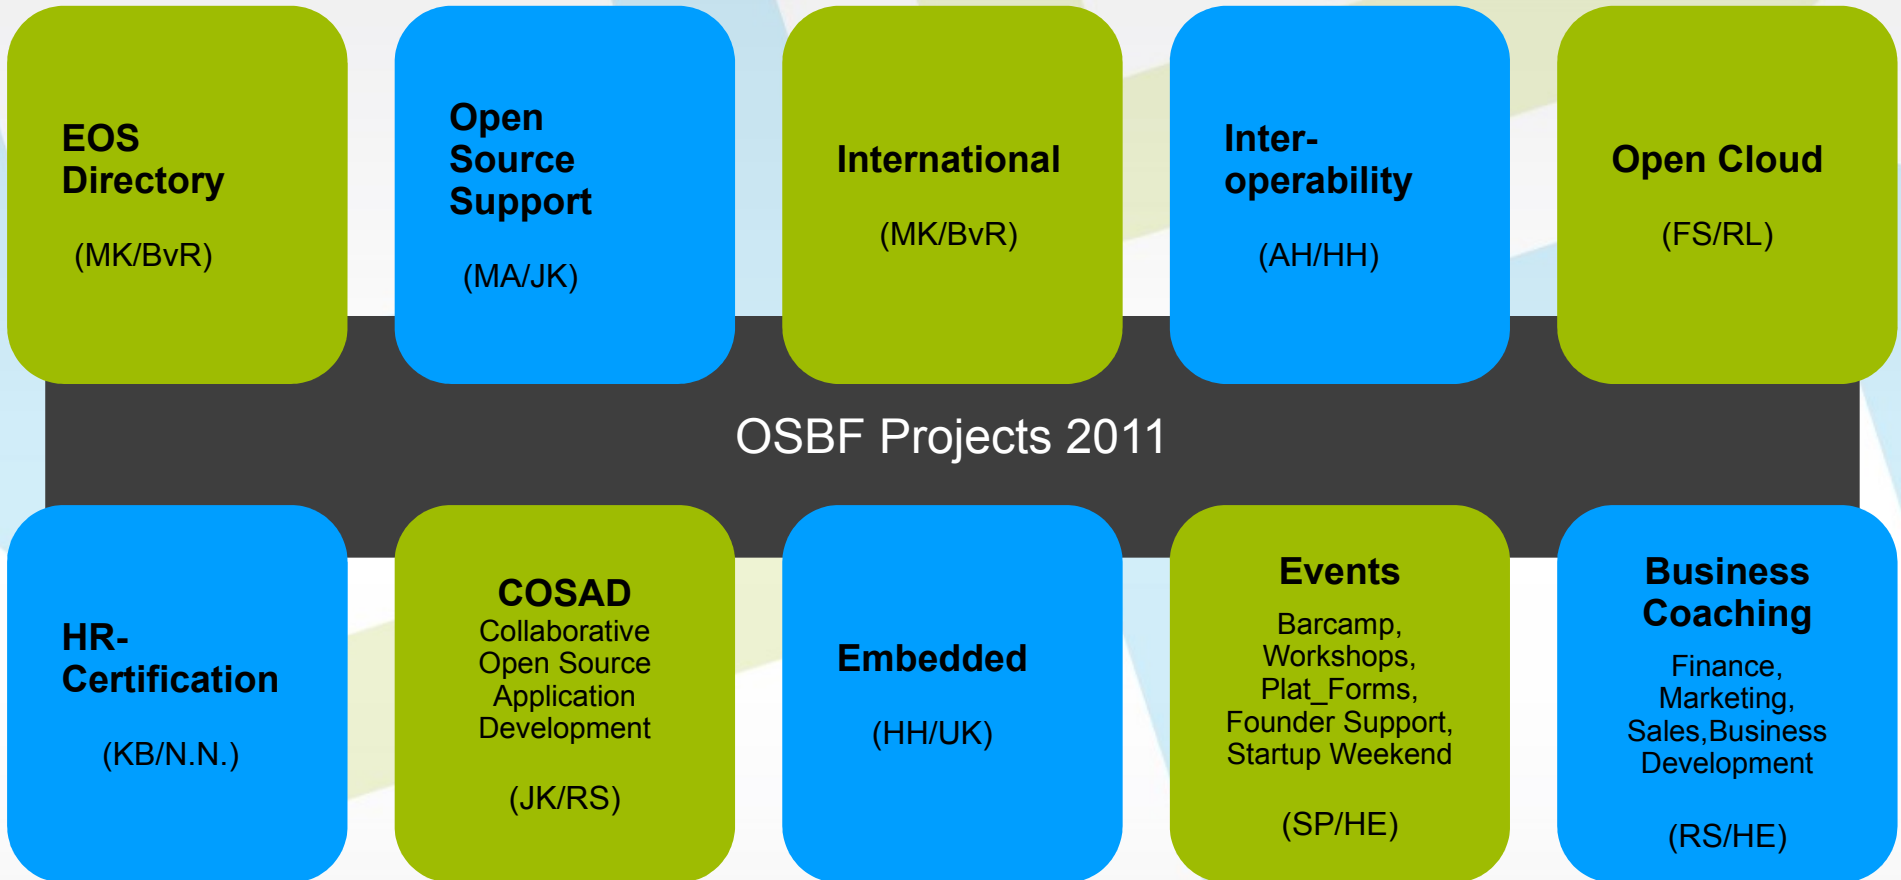 EOS
Directory
(MK/BvR)
Open
Source
Support
(MA/JK)
International
(MK/BvR)
Inter-
operability
(AH/HH)
Open Cloud
(FS/RL)
OSBF Projects 2011
HR-
Certification
(KB/N.N.)
COSAD
Collaborative
Open Source
Application
Development
(JK/RS)
Embedded
(HH/UK)
Events
Barcamp,
Workshops,
Plat_Forms,
Founder Support,
Startup Weekend
(SP/HE)
Business
Coaching
Finance,
Marketing,
Sales,Business
Development
(RS/HE)